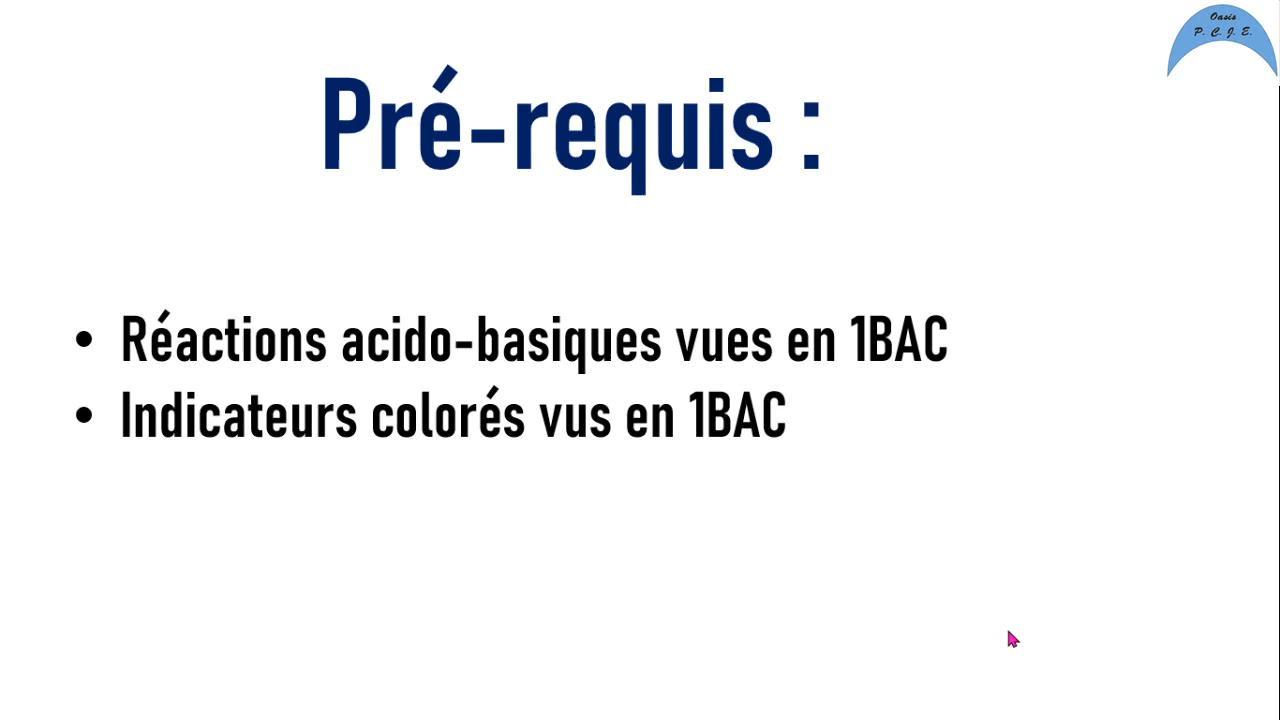 Oasis
P. C. J. E.
Pré-requis :
• Réactions acido-basiques vues en 1BAC
• Indicateurs colorés vus en 1BAC